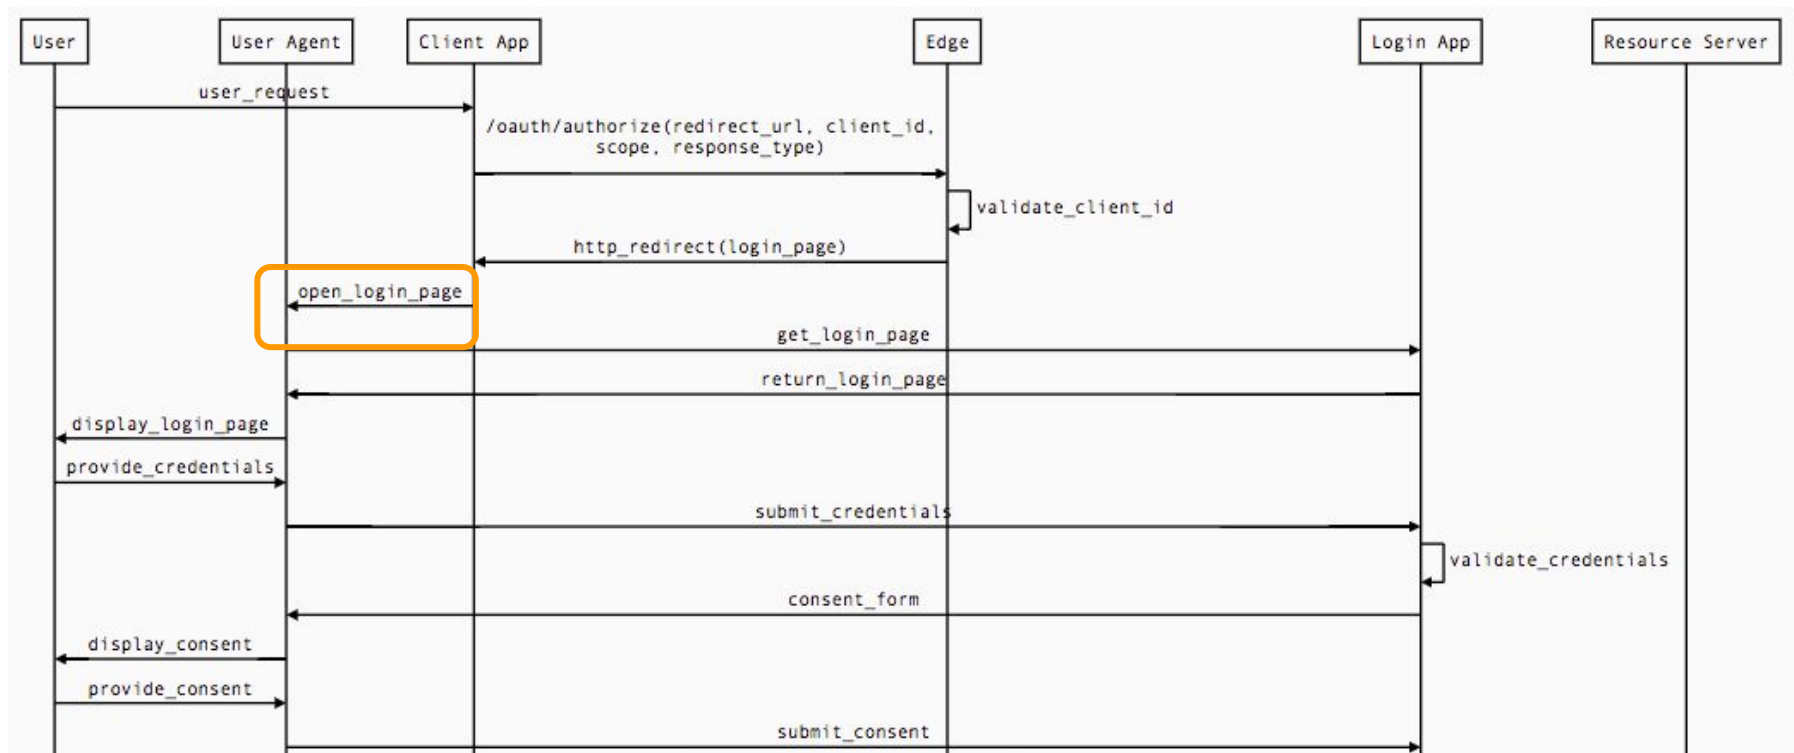 User
User Agent
Client App
Edge
Login App
Resource Server
user_request
/oauth/authorize(redirect_url, client_id,
scope, response_type)
validate_client_id
http_redirect(login_page)
open_login_page
get_login_page
return_login_page
display_login_page
provide_credentials
submit_credentials
validate_credentials
consent_form
display_consent
provide_consent
submit_consent